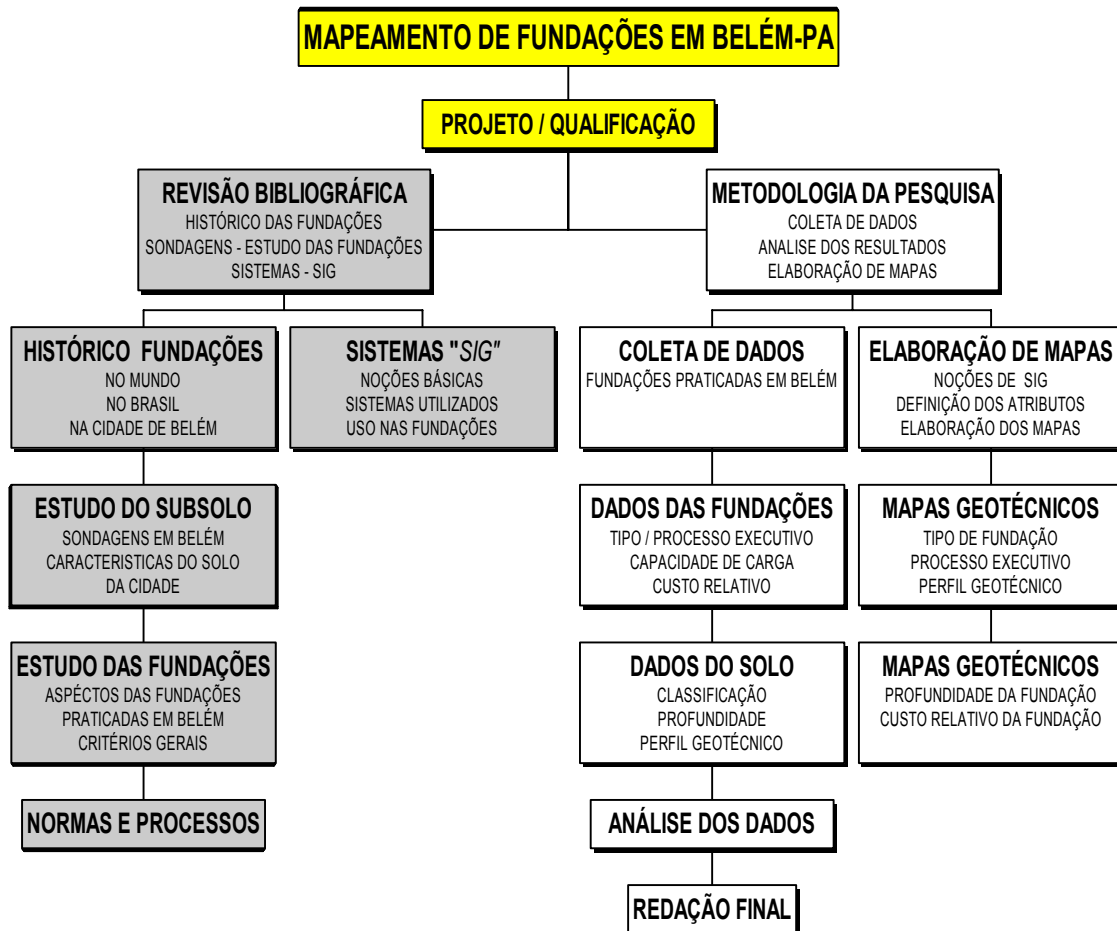 MAPEAMENTO DE FUNDAÇÕES EM BELÉM-PA
PROJETO / QUALIFICAÇÃO
REVISÃO BIBLIOGRÁFICA
HISTÓRICO DAS FUNDAÇÕES
SONDAGENS - ESTUDO DAS FUNDAÇÕES
SISTEMAS - SIG
METODOLOGIA DA PESQUISA
COLETA DE DADOS
ANALISE DOS RESULTADOS
ELABORAÇÃO DE MAPAS
HISTÓRICO FUNDAÇÕES
NO MUNDO
NO BRASIL
NA CIDADE DE BELÉM
SISTEMAS "SIG"
NOÇÕES BÁSICAS
SISTEMAS UTILIZADOS
USO NAS FUNDAÇÕES
COLETA DE DADOS
FUNDAÇÕES PRATICADAS EM BELÉM
ELABORAÇÃO DE MAPAS
NOÇÕES DE SIG
DEFINIÇÃO DOS ATRIBUTOS
ELABORAÇÃO DOS MAPAS
ESTUDO DO SUBSOLO
SONDAGENS EM BELÉM
CARACTERISTICAS DO SOLO
DA CIDADE
DADOS DAS FUNDAÇÕES
TIPO / PROCESSO EXECUTIVO
CAPACIDADE DE CARGA
CUSTO RELATIVO
MAPAS GEOTÉCNICOS
TIPO DE FUNDAÇÃO
PROCESSO EXECUTIVO
PERFIL GEOTÉCNICO
ESTUDO DAS FUNDAÇÕES
ASPÉCTOS DAS FUNDAÇÕES
PRATICADAS EM BELÉM
CRITÉRIOS GERAIS
DADOS DO SOLO
CLASSIFICAÇÃO
PROFUNDIDADE
PERFIL GEOTÉCNICO
MAPAS GEOTÉCNICOS
PROFUNDIDADE DA FUNDAÇÃO
CUSTO RELATIVO DA FUNDAÇÃO
NORMAS E PROCESSOS
ANÁLISE DOS DADOS
REDAÇÃO FINAL